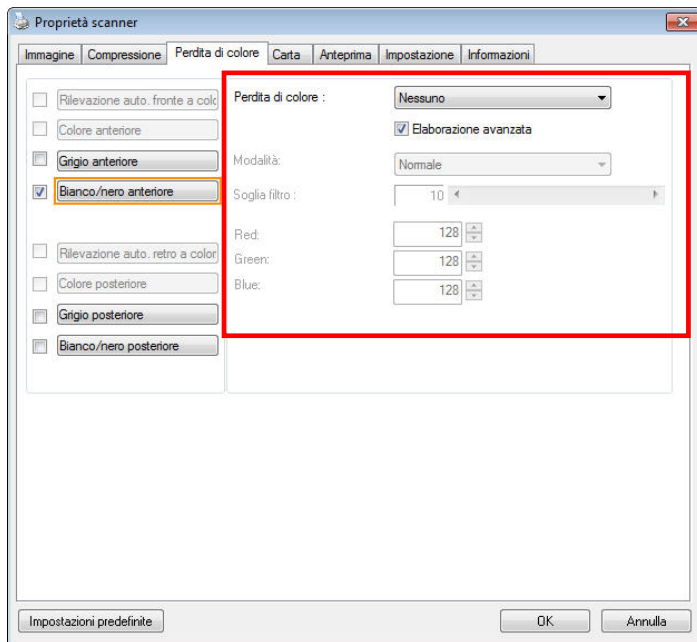 Proprietà scanner
Immagine Compressione Perdita di colore Carta Anteprima Impostazione Informazioni
Rilevazione auto. fronte a colo
Colore anteriore
Grigio anteriore
Bianco/nero anteriore
Rilevazione auto. retro a color
Colore posteriore
Grigio posteriore
Bianco/nero posteriore
Perdita di colore : Nessuno
Elaborazione avanzata
Modalità: Normale
Soglia filtro : 10
Red: 128
Green: 128
Blue: 128
Impostazioni predefinite OK Annulla